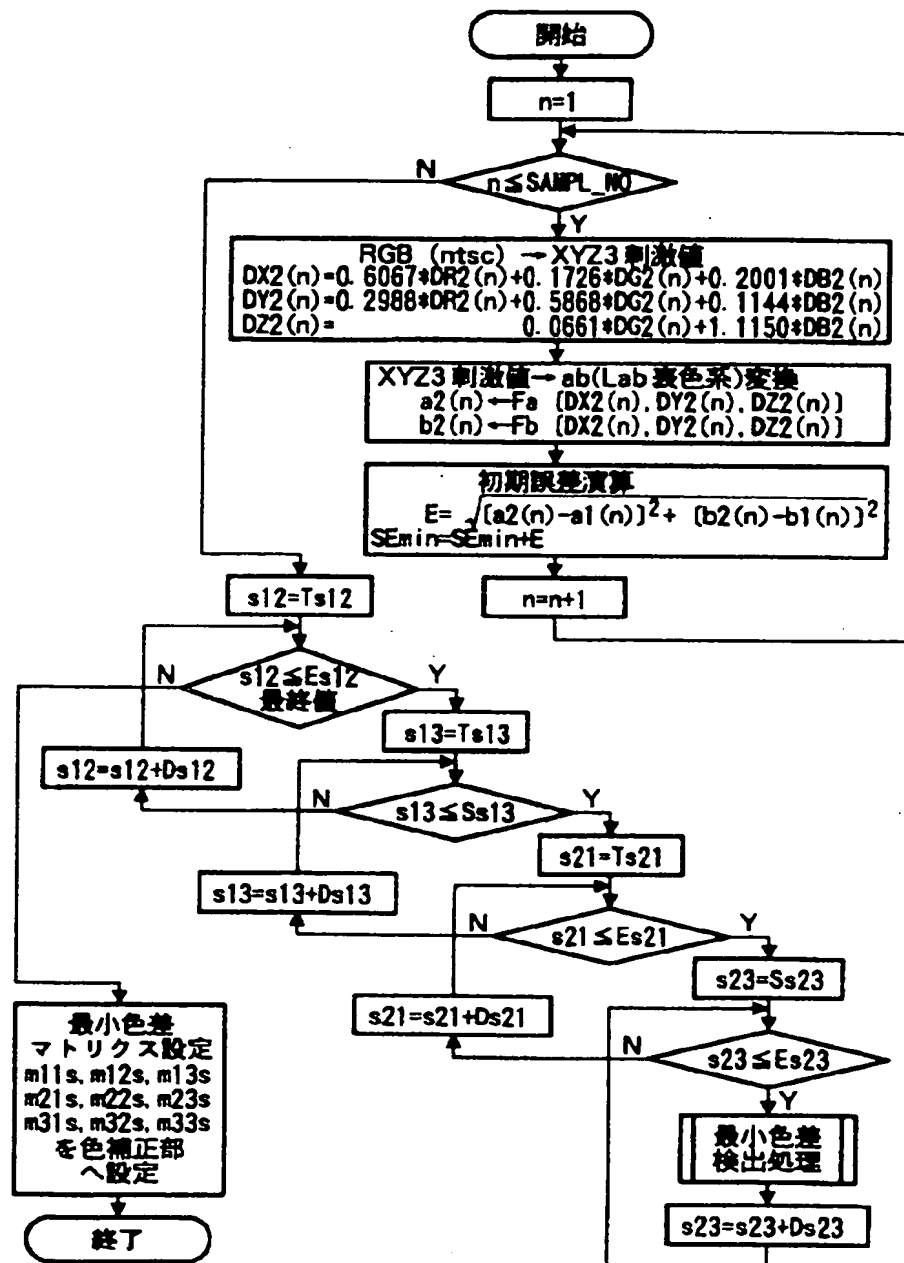 開始
n=1
N
n≦SAMPL_NO
Y
RGB (ntsc) →XYZ3刺激値
DX2(n)=0.6067*DR2(n)+0.1726*DG2(n)+0.2001*DB2(n)
DY2(n)=0.2988*DR2(n)+0.5868*DG2(n)+0.1144*DB2(n)
DZ2(n)= 0.0661*DG2(n)+1.1150*DB2(n)
XYZ3刺激値→ab(Lab表色系)変換
a2(n)←Fa [DX2(n), DY2(n), DZ2(n)]
b2(n)←Fb [DX2(n), DY2(n), DZ2(n)]
初期誤差演算
E= √[a2(n)-a1(n)]²+ [b2(n)-b1(n)]²
SEmin=SEmin+E
n=n+1
s12=Ts12
N
s12≦Es12
最終値
Y
s13=Ts13
s12=s12+Ds12
N
s13≦Ss13
Y
s21=Ts21
s13=s13+Ds13
N
s21≦Es21
Y
s23=Ss23
s21=s21+Ds21
N
s23≦Es23
Y
最小色差
検出処理
s23=s23+Ds23
最小色差
マトリクス設定
m11s, m12s, m13s
m21s, m22s, m23s
m31s, m32s, m33s
を色補正部
へ設定
終了